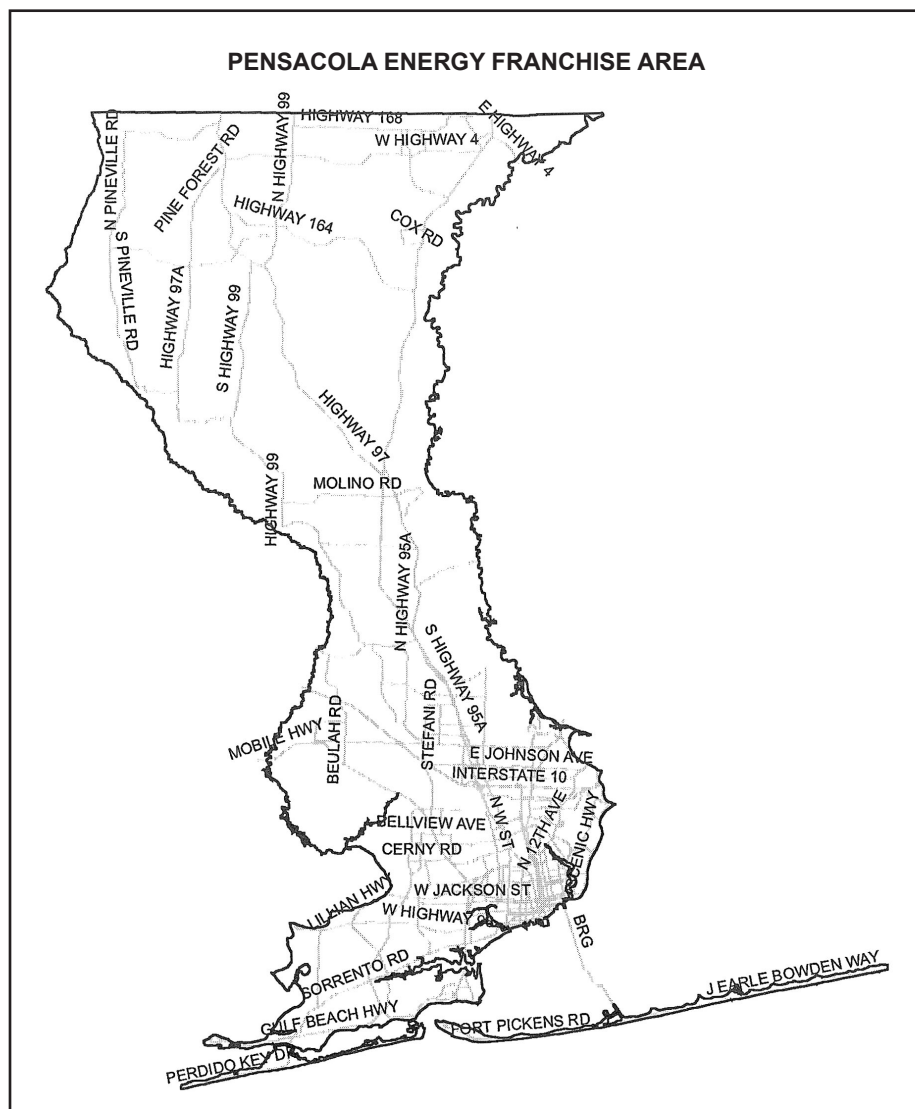 PENSACOLA ENERGY FRANCHISE AREA
HIGHWAY 168
E HIGHWAY 4
W HIGHWAY 4
N HIGHWAY 99
N PINEVILLE RD
PINE FOREST RD
HIGHWAY 164
COX RD
S PINEVILLE RD
HIGHWAY 97A
S HIGHWAY 99
HIGHWAY 97
HIGHWAY 99
MOLINO RD
N HIGHWAY 95A
S HIGHWAY 95A
STEFANI RD
BEULAH RD
MOBILE HWY
E JOHNSON AVE
INTERSTATE 10
N W ST
N 12TH AVE
SCENIC HWY
BELLVIEW AVE
CERNY RD
W JACKSON ST
LILLIAN HWY
W HIGHWAY
BRG
SORRENTO RD
GULF BEACH HWY
J EARLE BOWDEN WAY
FORT PICKENS RD
PERDIDO KEY D